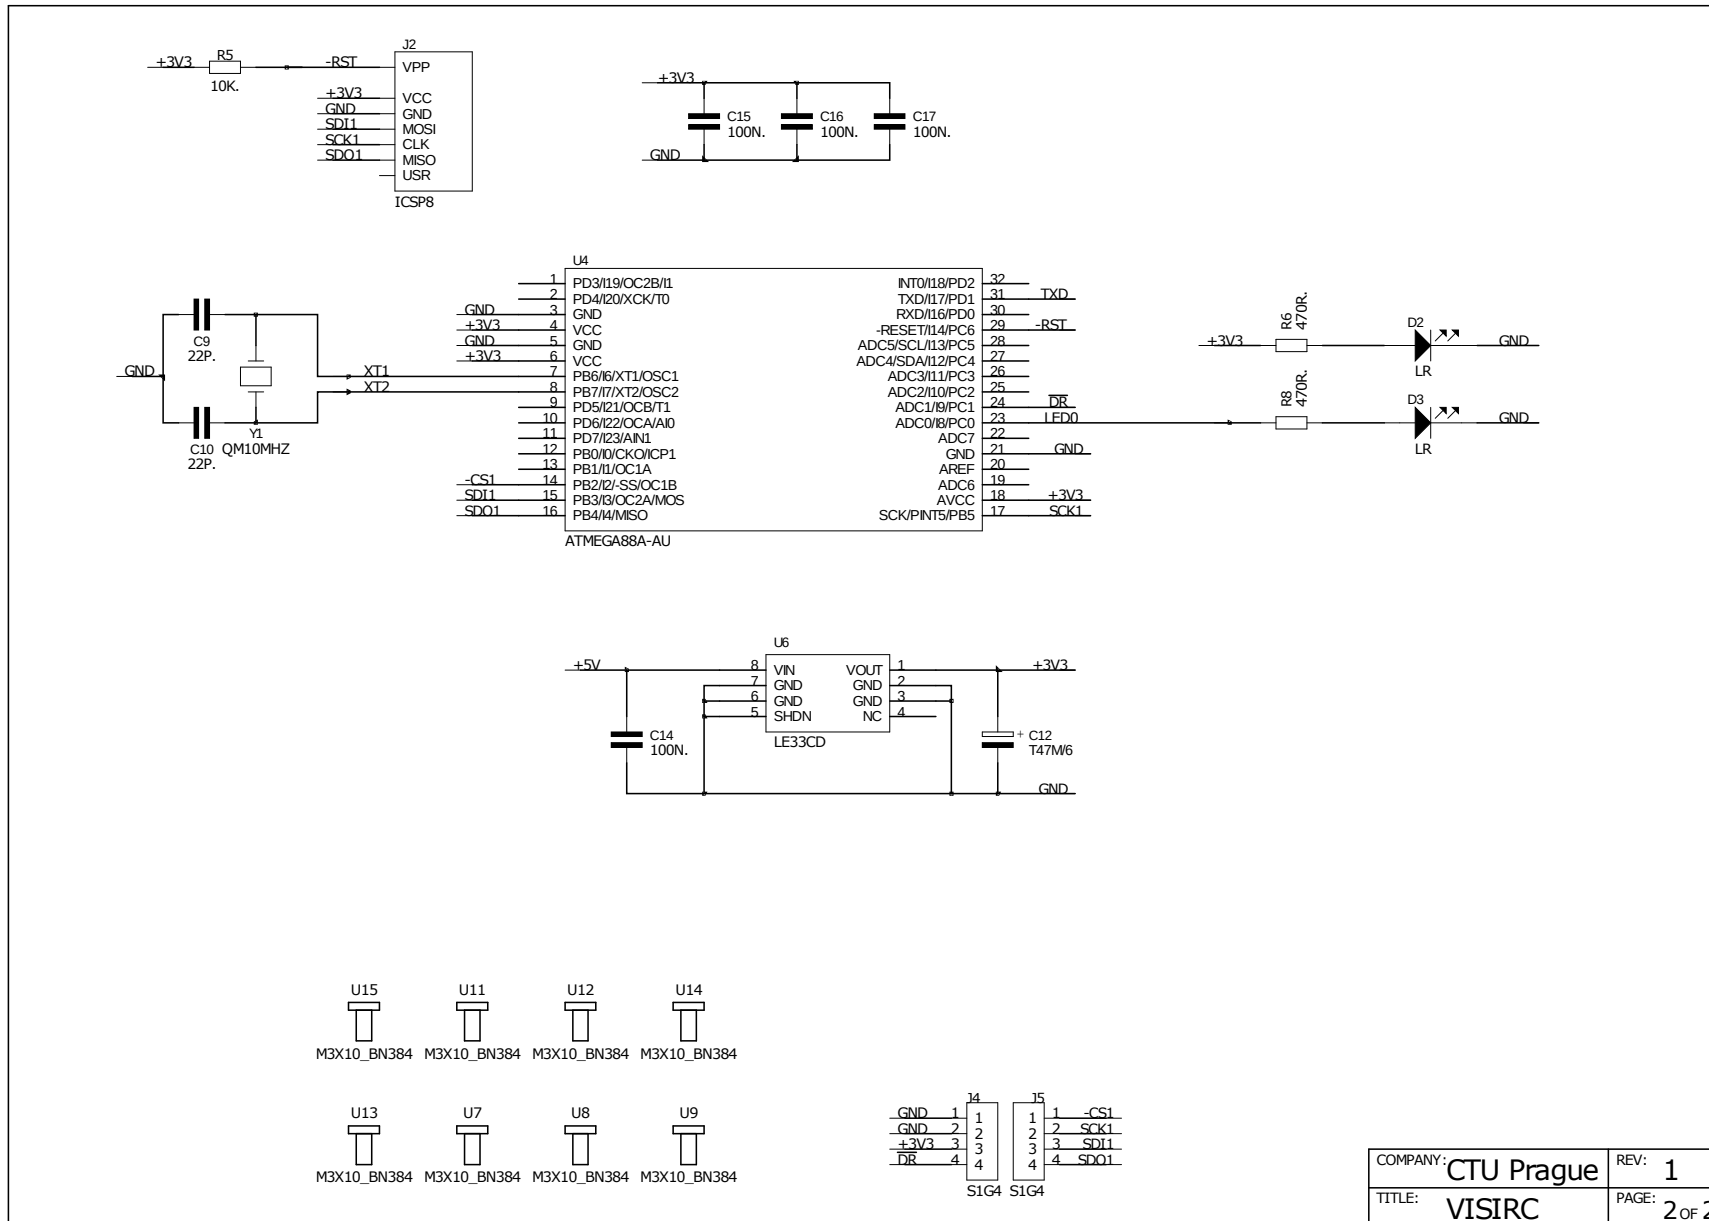 J2
+3V3 R5 -RST VPP
10K.
+3V3 VCC
GND GND
SDI1 MOSI
SCK1 CLK
SDO1 MISO
USR
ICSP8
+3V3
C15 C16 C17
100N. 100N. 100N.
GND
U4
1 PD3/I19/OC2B/I1 INT0/I18/PD2 32
2 PD4/I20/XCK/T0 TXD/I17/PD1 31 TXD
GND 3 GND RXD/I16/PD0 30
+3V3 4 VCC -RESET/I14/PC6 29 -RST
GND 5 GND ADC5/SCL/I13/PC5 28
+3V3 6 VCC ADC4/SDA/I12/PC4 27
XT1 7 PB6/I6/XT1/OSC1 ADC3/I11/PC3 26
XT2 8 PB7/I7/XT2/OSC2 ADC2/I10/PC2 25
9 PD5/I21/OCB/T1 ADC1/I9/PC1 24 DR
10 PD6/I22/OCA/AI0 ADC0/I8/PC0 23 LED0
11 PD7/I23/AIN1 ADC7 22
12 PB0/I0/CKO/ICP1 GND 21 GND
13 PB1/I1/OC1A AREF 20
-CS1 14 PB2/I2/-SS/OC1B ADC6 19
SDI1 15 PB3/I3/OC2A/MOS AVCC 18 +3V3
SDO1 16 PB4/I4/MISO SCK/PINT5/PB5 17 SCK1
ATMEGA88A-AU
C9
22P.
GND
C10
22P.
Y1
QM10MHZ
+3V3 R6 470R. D2 GND
LR
R8 470R. D3 GND
LR
U6
+5V 8 VIN VOUT 1 +3V3
7 GND GND 2
6 GND GND 3
5 SHDN NC 4
LE33CD
C14
100N.
+ C12
T47M/6
GND
U15 U11 U12 U14
M3X10_BN384 M3X10_BN384 M3X10_BN384 M3X10_BN384
U13 U7 U8 U9
M3X10_BN384 M3X10_BN384 M3X10_BN384 M3X10_BN384
J4 J5
GND 1 1 1 1 -CS1
GND 2 2 2 2 SCK1
+3V3 3 3 3 3 SDI1
DR 4 4 4 4 SDO1
S1G4 S1G4
COMPANY: CTU Prague REV: 1
TITLE: VISIRC PAGE: 2 OF 2